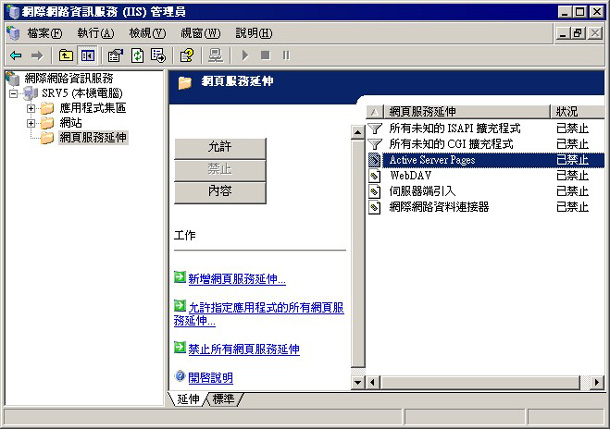 網際網路資訊服務 (IIS) 管理員
檔案(F) 執行(A) 檢視(V) 視窗(W) 說明(H)
網際網路資訊服務
SRV5 (本機電腦)
應用程式集區
網站
網頁服務延伸
網頁服務延伸
允許
禁止
內容
工作
新增網頁服務延伸...
允許指定應用程式的所有網頁服
務延伸...
禁止所有網頁服務延伸
開啟說明
網頁服務延伸 狀況
所有未知的 ISAPI 擴充程式 已禁止
所有未知的 CGI 擴充程式 已禁止
Active Server Pages 已禁止
WebDAV 已禁止
伺服器端引入 已禁止
網際網路資料連接器 已禁止
延伸 標準